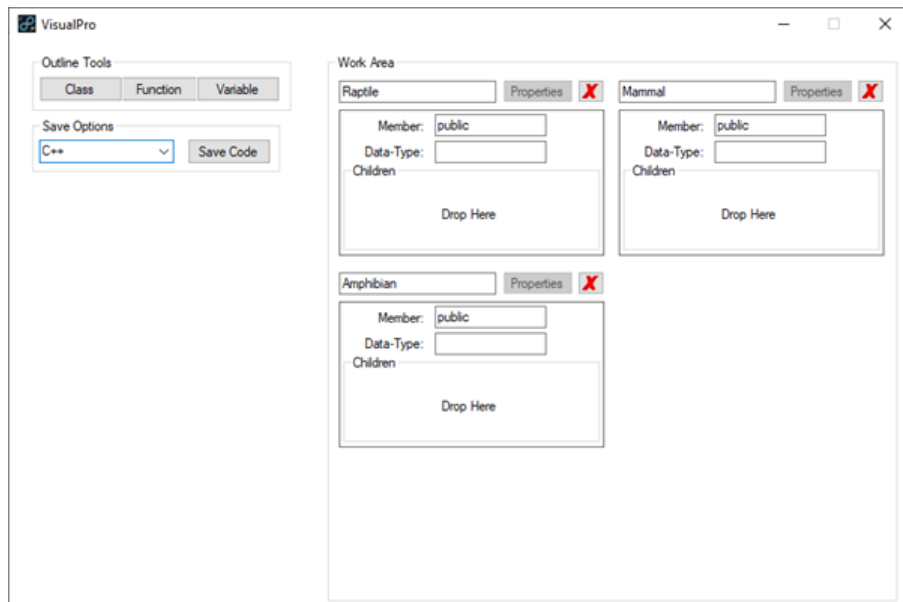 VisualPro
Outline Tools
Class Function Variable
Save Options
C++ Save Code
Work Area
Raptile Properties X
Member: public
Data-Type:
Children
Drop Here
Mammal Properties X
Member: public
Data-Type:
Children
Drop Here
Amphibian Properties X
Member: public
Data-Type:
Children
Drop Here